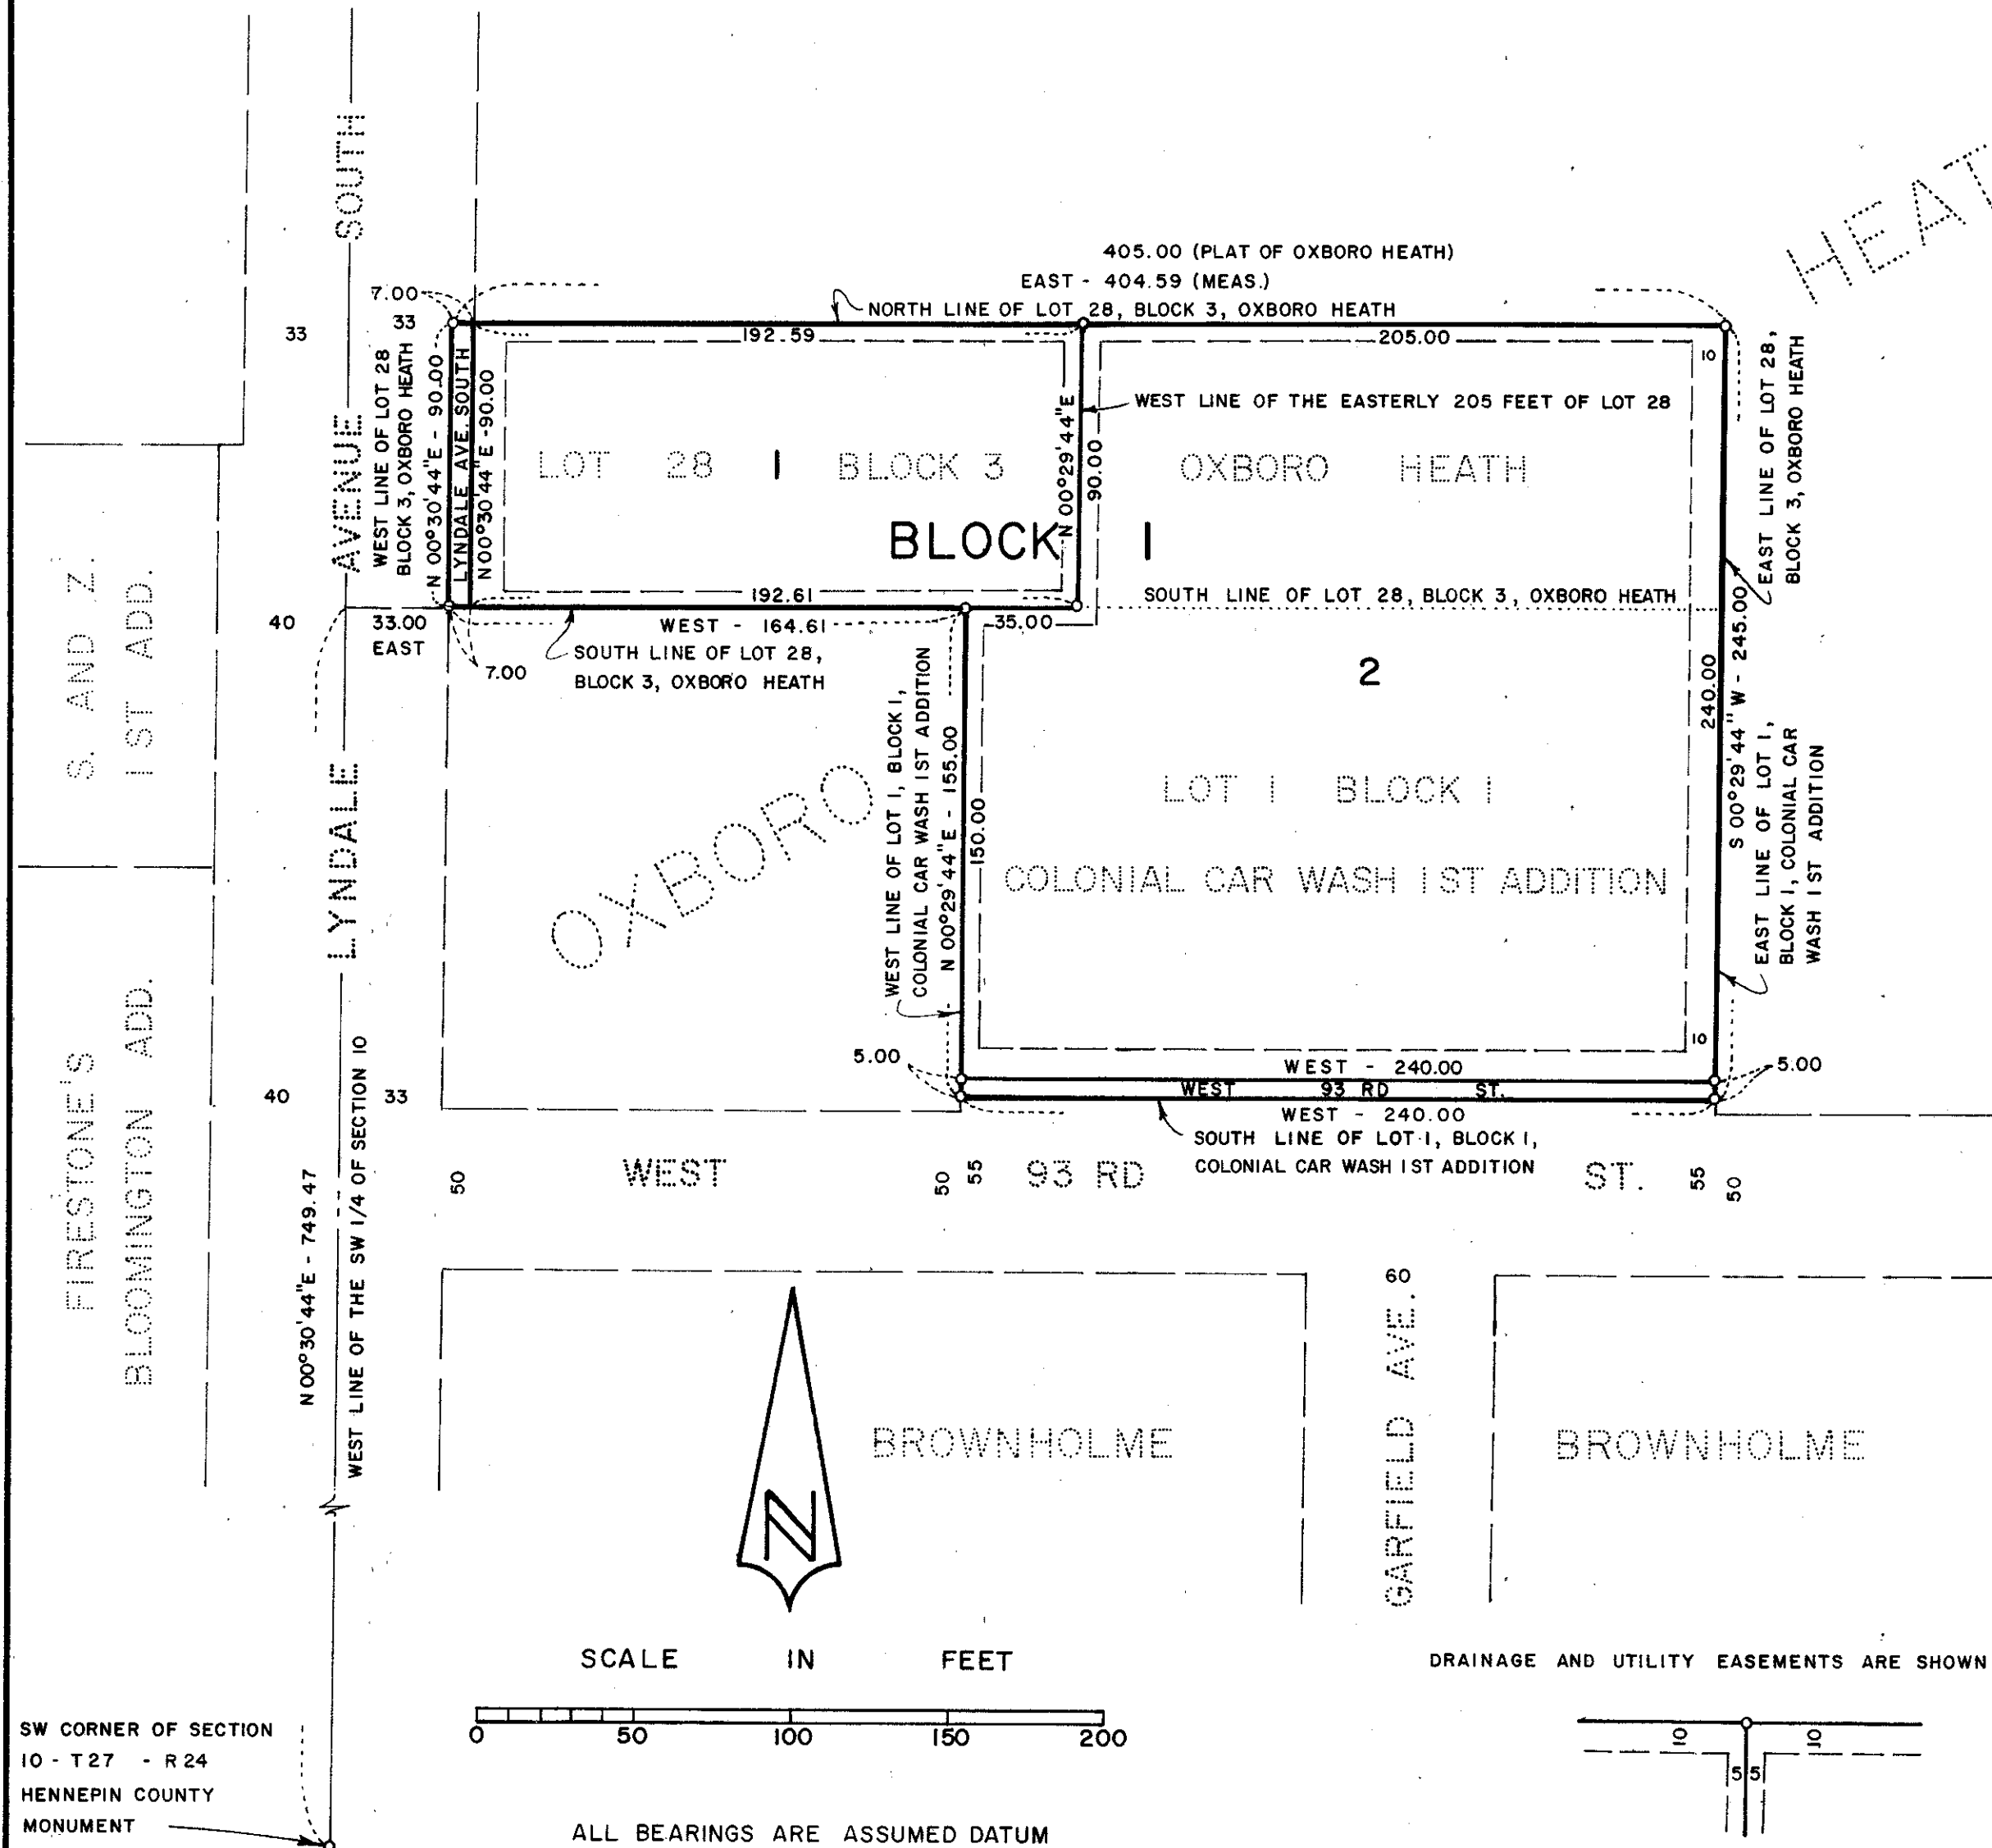 405.00 (PLAT OF OXBORO HEATH)
EAST - 404.59 (MEAS.)
NORTH LINE OF LOT 28, BLOCK 3, OXBORO HEATH
HEAT
7.00
33
33
192.59
205.00
10
LYNDALE AVENUE SOUTH
WEST LINE OF LOT 28
BLOCK 3, OXBORO HEATH
N 00°30'44"E - 90.00
LYNDALE AVE. SOUTH
N00°30'44"E -90.00
LOT 28 BLOCK 3
1
N 00°29'44"E
90.00
WEST LINE OF THE EASTERLY 205 FEET OF LOT 28
OXBORO HEATH
BLOCK 1
EAST LINE OF LOT 28,
BLOCK 3, OXBORO HEATH
192.61
SOUTH LINE OF LOT 28, BLOCK 3, OXBORO HEATH
40
33.00
EAST
7.00
WEST - 164.61
35.00
SOUTH LINE OF LOT 28,
BLOCK 3, OXBORO HEATH
2
S. AND Z.
1ST ADD.
OXBORO
WEST LINE OF LOT 1, BLOCK 1,
COLONIAL CAR WASH 1ST ADDITION
N 00°29'44"E - 155.00
150.00
LOT 1 BLOCK 1
COLONIAL CAR WASH 1ST ADDITION
240.00
S 00°29'44" W - 245.00
EAST LINE OF LOT 1,
BLOCK 1, COLONIAL CAR
WASH 1ST ADDITION
10
5.00
5.00
WEST - 240.00
WEST 93 RD ST.
WEST - 240.00
SOUTH LINE OF LOT 1, BLOCK 1,
COLONIAL CAR WASH 1ST ADDITION
40
33
FIRESTONE'S
BLOOMINGTON ADD.
N00°30'44"E - 749.47
WEST LINE OF THE SW 1/4 OF SECTION 10
50
WEST 93 RD ST.
50
55
55
50
60
GARFIELD AVE.
BROWNHOLME
BROWNHOLME
N
SCALE IN FEET
0 50 100 150 200
DRAINAGE AND UTILITY EASEMENTS ARE SHOWN
10
10
5
5
SW CORNER OF SECTION
10 - T27 - R24
HENNEPIN COUNTY
MONUMENT
ALL BEARINGS ARE ASSUMED DATUM